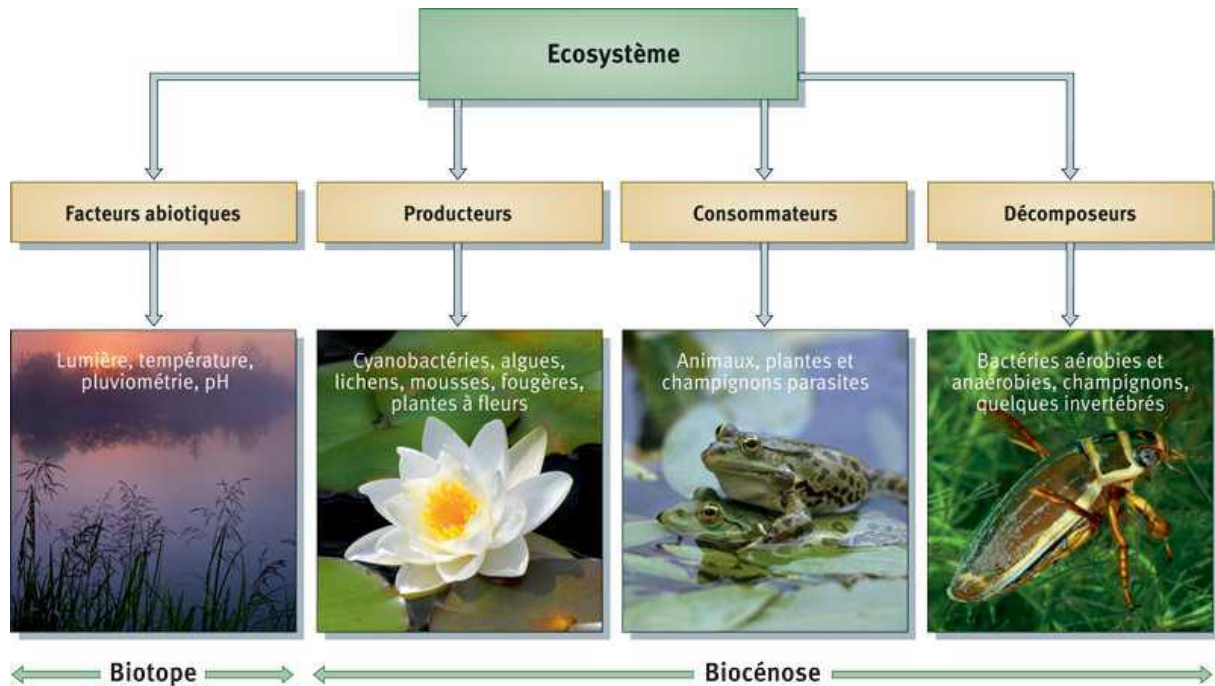 Ecosystème
Facteurs abiotiques
Producteurs
Consommateurs
Décomposeurs
Lumière, température,
pluviométrie, pH
Cyanobactéries, algues,
lichens, mousses, fougères,
plantes à fleurs
Animaux, plantes et
champignons parasites
Bactéries aérobies et
anaérobies, champignons,
quelques invertébrés
Biotope
Biocénose